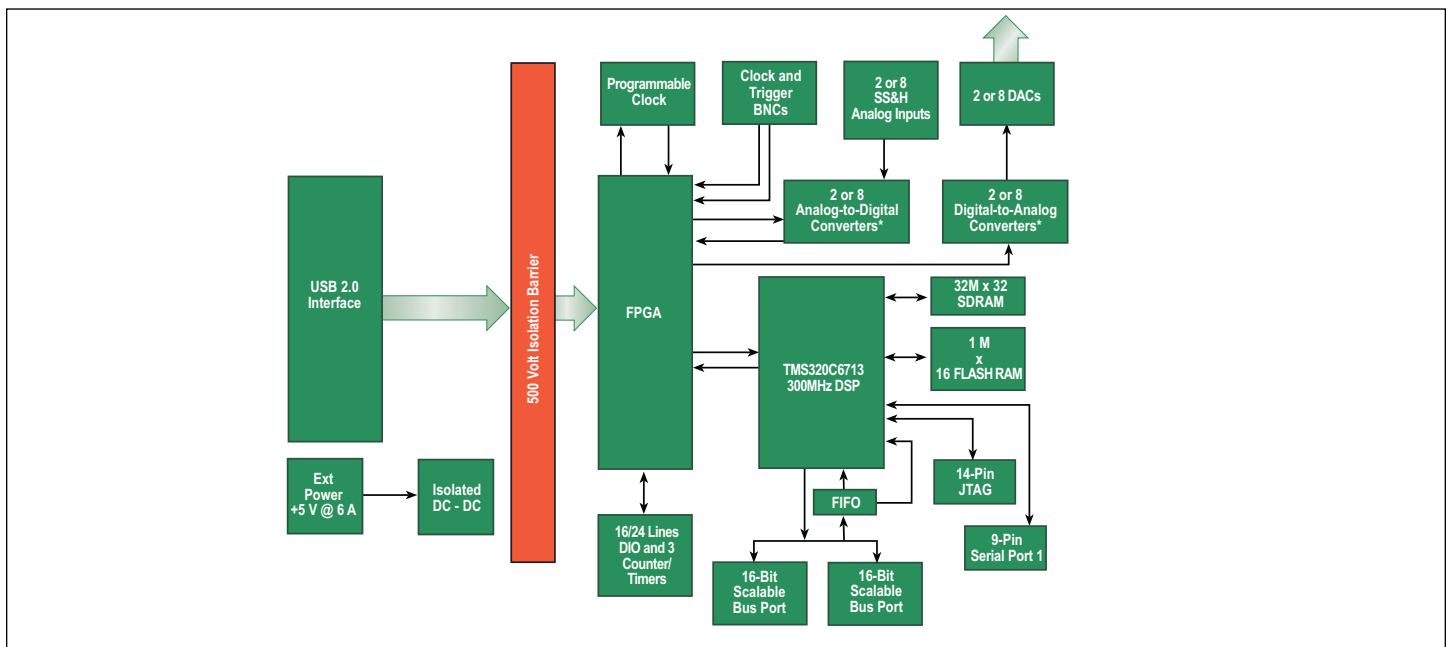 Programmable
Clock
Clock and
Trigger
BNCs
2 or 8
SS&H
Analog Inputs
2 or 8 DACs
2 or 8
Analog-to-Digital
Converters*
2 or 8
Digital-to-Analog
Converters*
USB 2.0
Interface
500 Volt Isolation Barrier
FPGA
32M x 32
SDRAM
1 M
x
16 FLASH RAM
TMS320C6713
300MHz DSP
Ext
Power
+5 V @ 6 A
Isolated
DC - DC
14-Pin
JTAG
FIFO
16/24 Lines
DIO and 3
Counter/
Timers
9-Pin
Serial Port 1
16-Bit
Scalable
Bus Port
16-Bit
Scalable
Bus Port